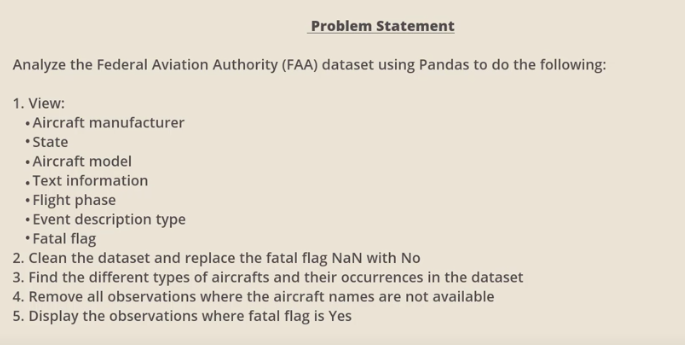 Problem Statement
Analyze the Federal Aviation Authority (FAA) dataset using Pandas to do the following:
1. View:
• Aircraft manufacturer
• State
• Aircraft model
• Text information
• Flight phase
• Event description type
• Fatal flag
2. Clean the dataset and replace the fatal flag NaN with No
3. Find the different types of aircrafts and their occurrences in the dataset
4. Remove all observations where the aircraft names are not available
5. Display the observations where fatal flag is Yes